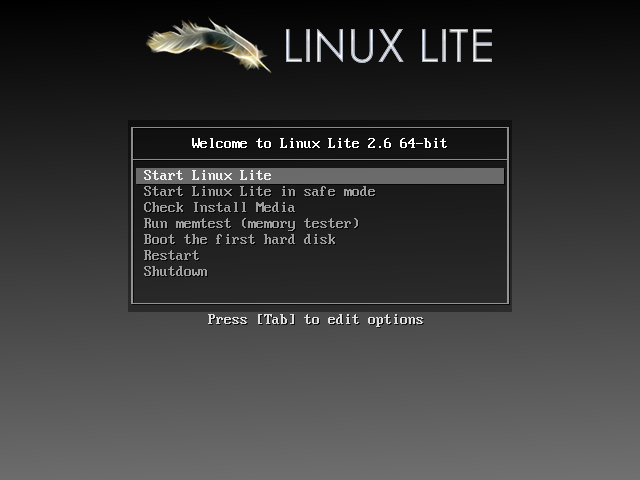 LINUX LITE
Welcome to Linux Lite 2.6 64-bit
Start Linux Lite
Start Linux Lite in safe mode
Check Install Media
Run memtest (memory tester)
Boot the first hard disk
Restart
Shutdown
Press [Tab] to edit options